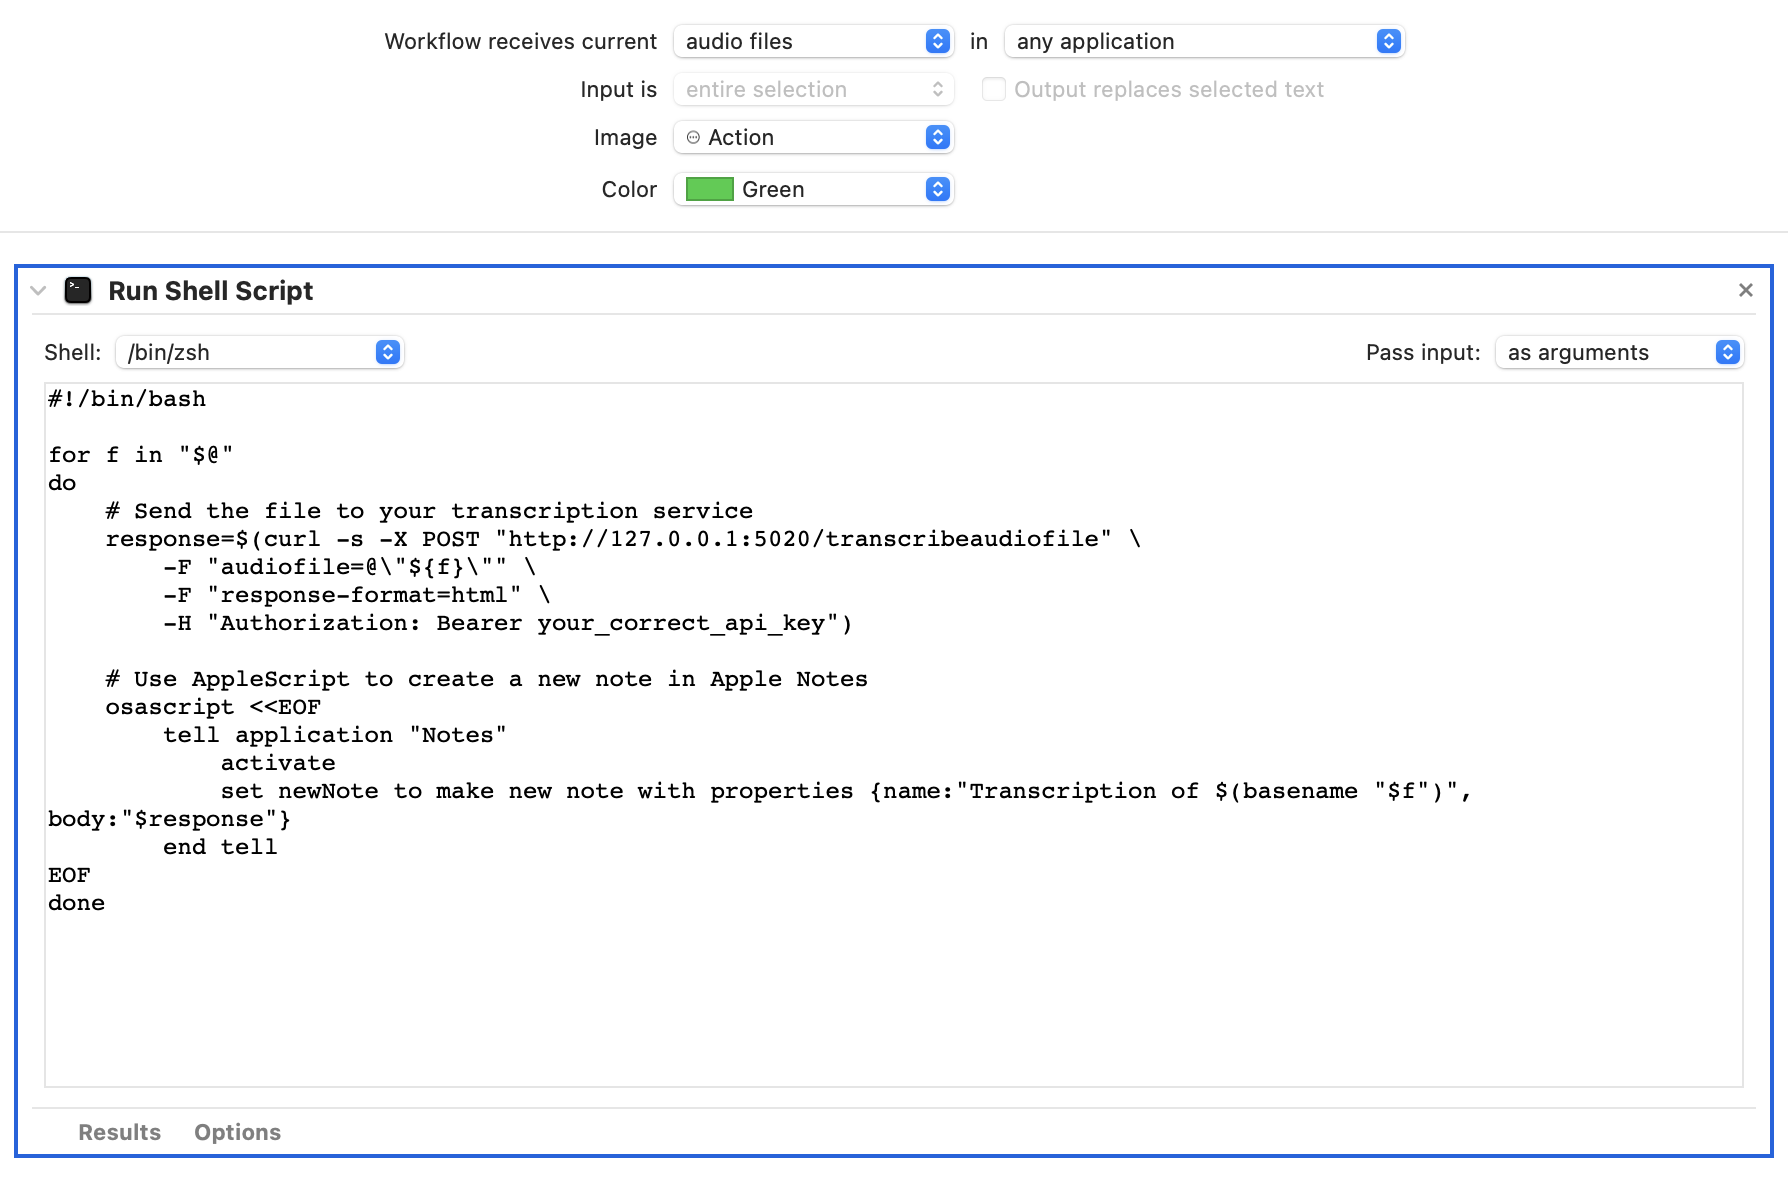 Workflow receives current audio files in any application
Input is entire selection Output replaces selected text
Image Action
Color Green
Run Shell Script
Shell: /bin/zsh Pass input: as arguments
#!/bin/bash

for f in "$@"
do
    # Send the file to your transcription service
    response=$(curl -s -X POST "http://127.0.0.1:5020/transcribeaudiofile" \
        -F "audiofile=@\"${f}\"" \
        -F "response-format=html" \
        -H "Authorization: Bearer your_correct_api_key")

    # Use AppleScript to create a new note in Apple Notes
    osascript <<EOF
        tell application "Notes"
            activate
            set newNote to make new note with properties {name:"Transcription of $(basename "$f")",
body:"$response"}
        end tell
EOF
done
Results Options